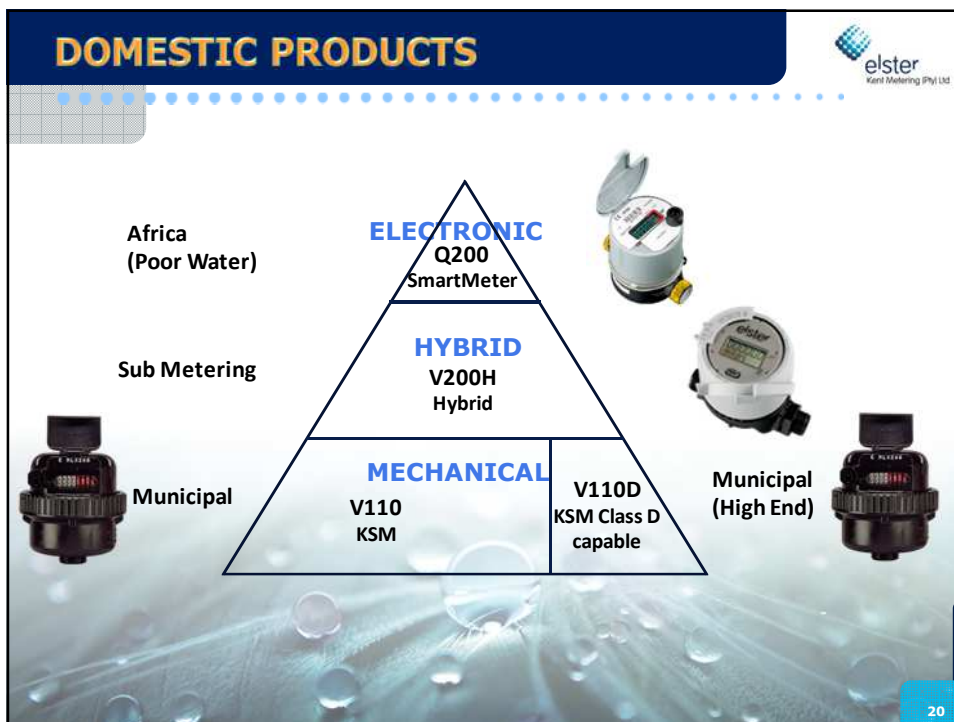 DOMESTIC PRODUCTS
elster
Kent Metering (Pty) Ltd
Africa
(Poor Water)
ELECTRONIC
Q200
SmartMeter
Sub Metering
HYBRID
V200H
Hybrid
elster
Municipal
MECHANICAL
V110
KSM
V110D
KSM Class D
capable
Municipal
(High End)
20